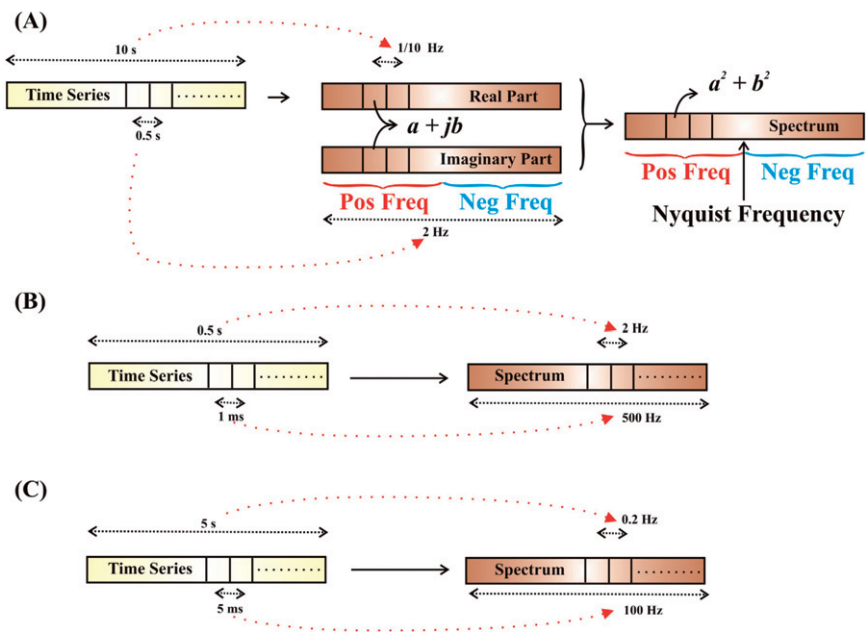 (A)
10 s
1/10 Hz
Time Series
0.5 s
Real Part
a + jb
Imaginary Part
Pos Freq
Neg Freq
2 Hz
a² + b²
Spectrum
Pos Freq
Neg Freq
Nyquist Frequency
(B)
0.5 s
2 Hz
Time Series
Spectrum
1 ms
500 Hz
(C)
5 s
0.2 Hz
Time Series
Spectrum
5 ms
100 Hz